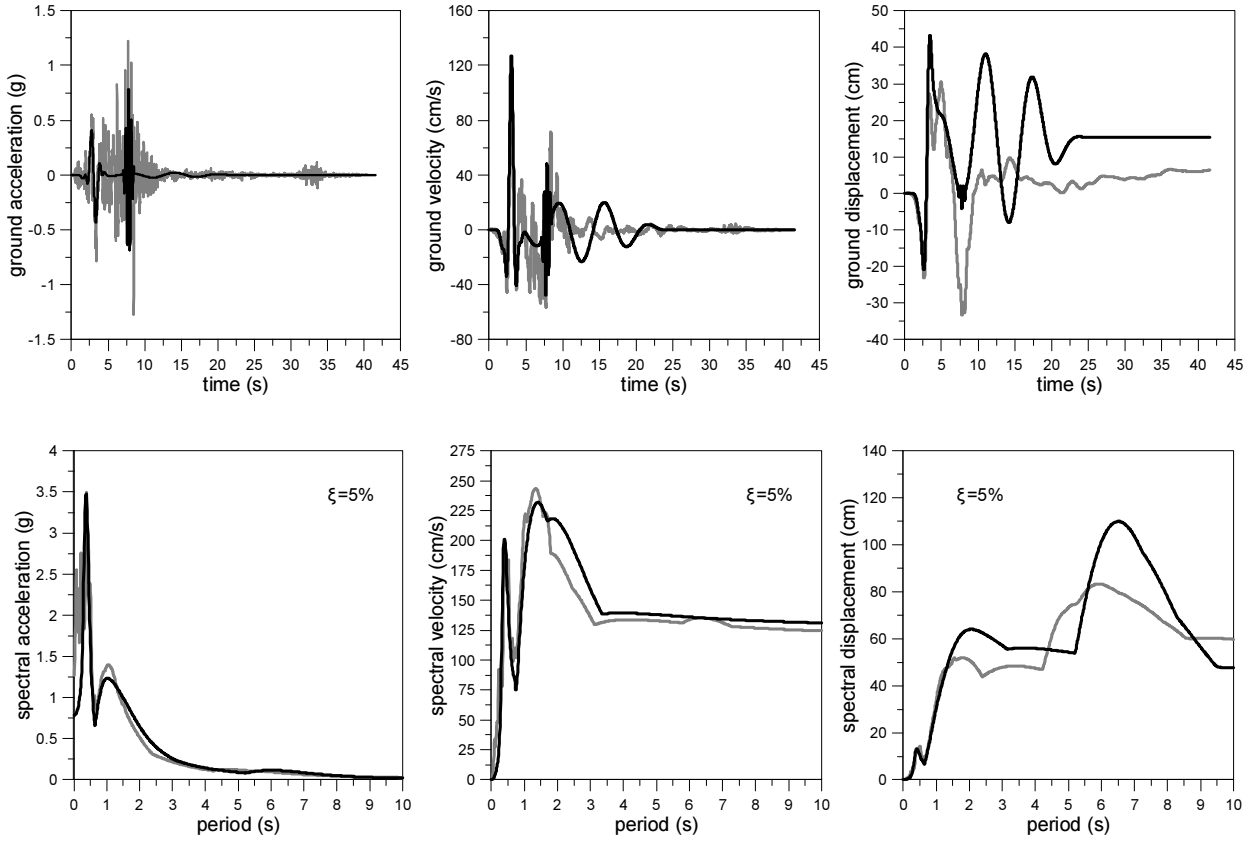 1.5
1
0.5
0
-0.5
-1
-1.5
ground acceleration (g)
0 5 10 15 20 25 30 35 40 45
time (s)
160
120
80
40
0
-40
-80
ground velocity (cm/s)
0 5 10 15 20 25 30 35 40 45
time (s)
50
40
30
20
10
0
-10
-20
-30
-40
ground displacement (cm)
0 5 10 15 20 25 30 35 40 45
time (s)
4
3.5
3
2.5
2
1.5
1
0.5
0
spectral acceleration (g)
ξ=5%
0 1 2 3 4 5 6 7 8 9 10
period (s)
275
250
225
200
175
150
125
100
75
50
25
0
spectral velocity (cm/s)
ξ=5%
0 1 2 3 4 5 6 7 8 9 10
period (s)
140
120
100
80
60
40
20
0
spectral displacement (cm)
ξ=5%
0 1 2 3 4 5 6 7 8 9 10
period (s)